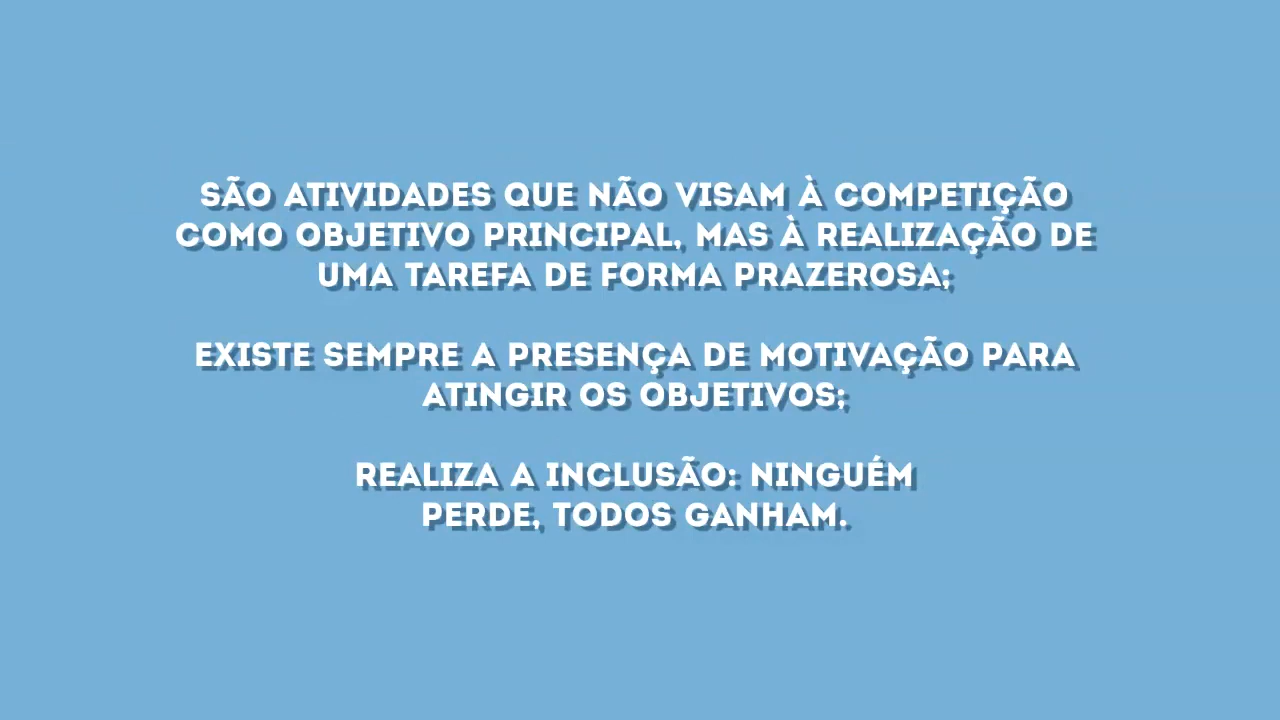 SÃO ATIVIDADES QUE NÃO VISAM À COMPETIÇÃO
COMO OBJETIVO PRINCIPAL, MAS À REALIZAÇÃO DE
UMA TAREFA DE FORMA PRAZEROSA;
EXISTE SEMPRE A PRESENÇA DE MOTIVAÇÃO PARA
ATINGIR OS OBJETIVOS;
REALIZA A INCLUSÃO: NINGUÉM
PERDE, TODOS GANHAM.